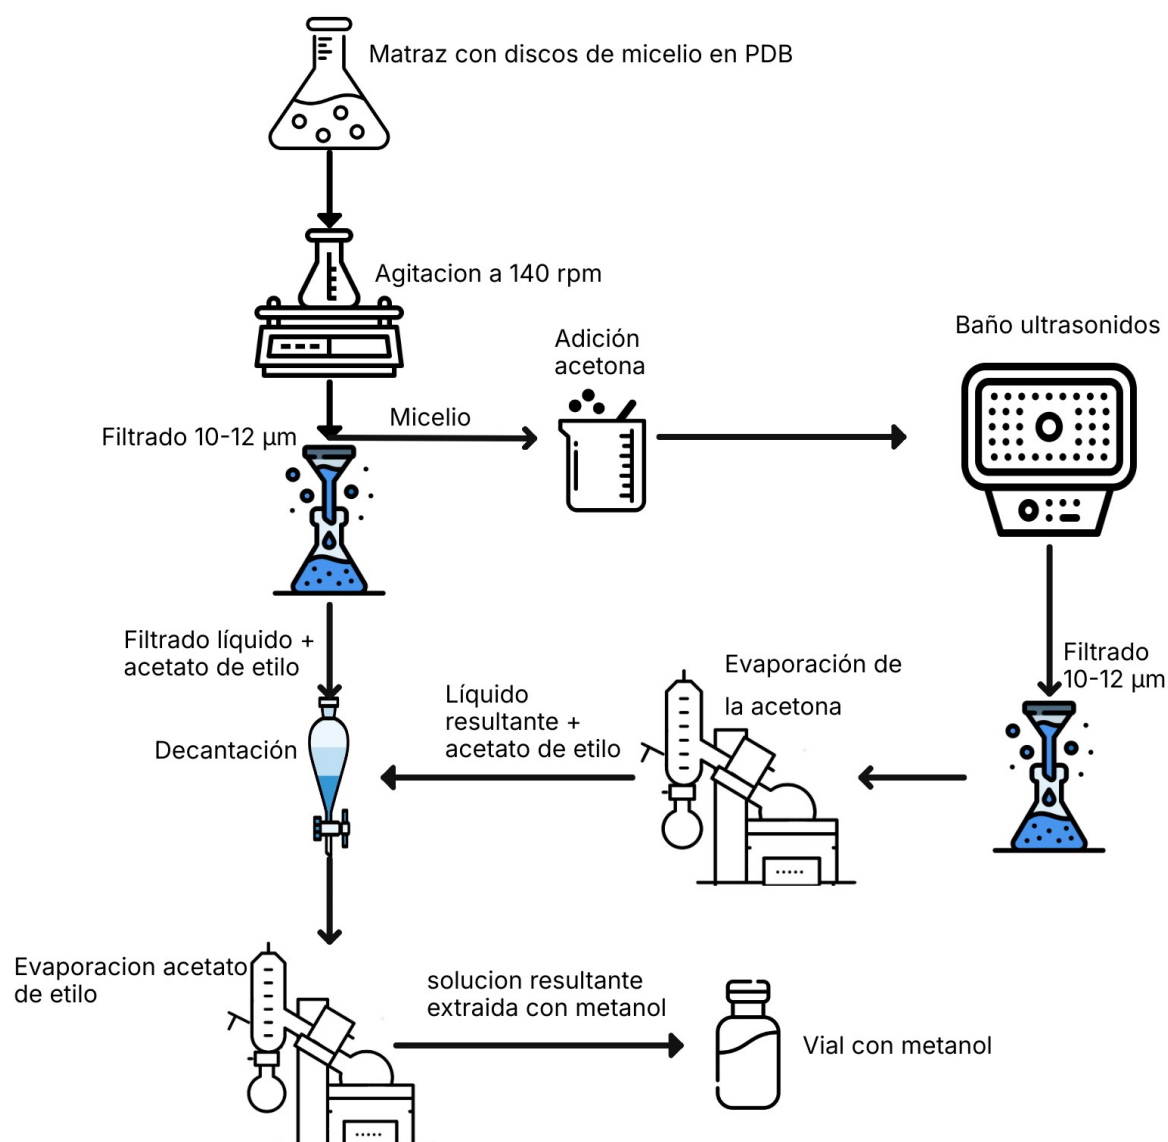 Matraz con discos de micelio en PDB
Agitacion a 140 rpm
Adición
acetona
Baño ultrasonidos
Micelio
Filtrado 10-12 µm
Filtrado líquido +
acetato de etilo
Decantación
Líquido
resultante +
acetato de etilo
Evaporación de
la acetona
Filtrado
10-12 µm
Evaporacion acetato
de etilo
solucion resultante
extraida con metanol
Vial con metanol